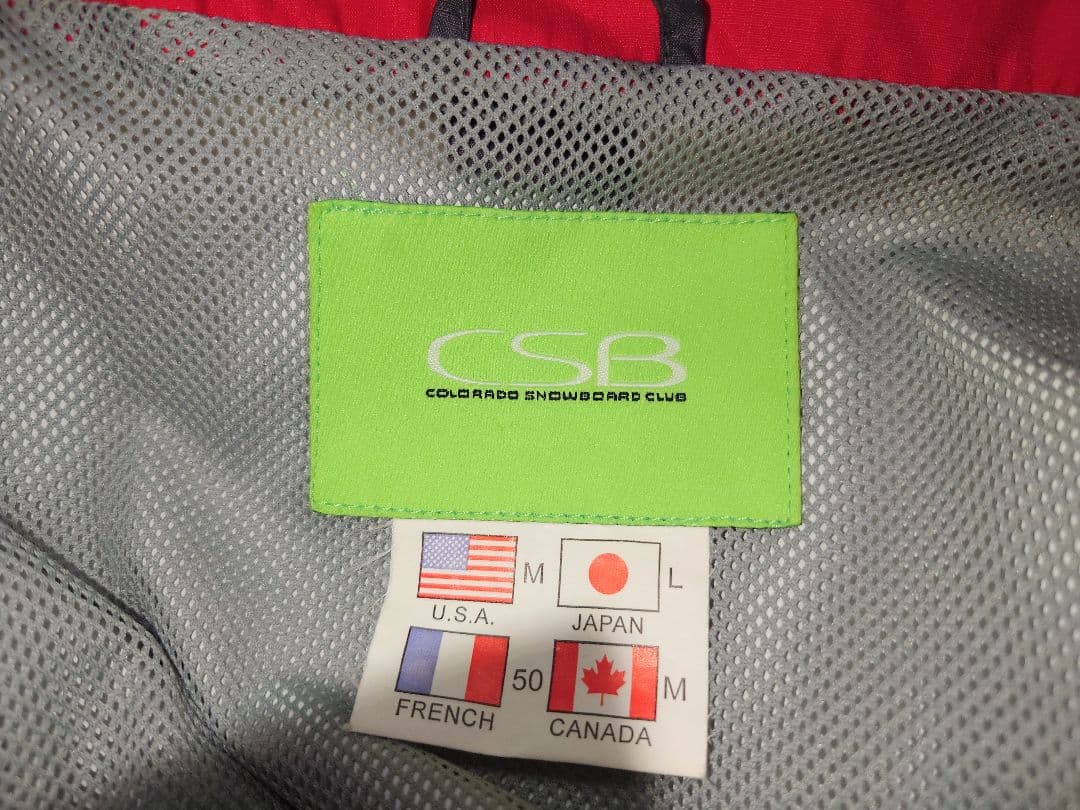 CSB
COLORADO SNOWBOARD CLUB
M L
U.S.A. JAPAN
50 M
FRENCH CANADA